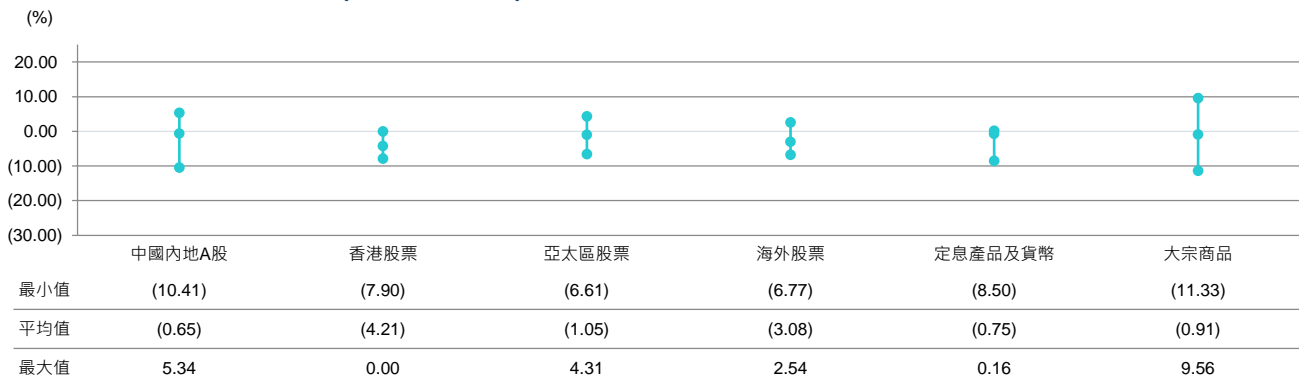 (%)
20.00
10.00
0.00
(10.00)
(20.00)
(30.00)
中國內地A股 香港股票 亞太區股票 海外股票 定息產品及貨幣 大宗商品
最小值 (10.41) (7.90) (6.61) (6.77) (8.50) (11.33)
平均值 (0.65) (4.21) (1.05) (3.08) (0.75) (0.91)
最大值 5.34 0.00 4.31 2.54 0.16 9.56